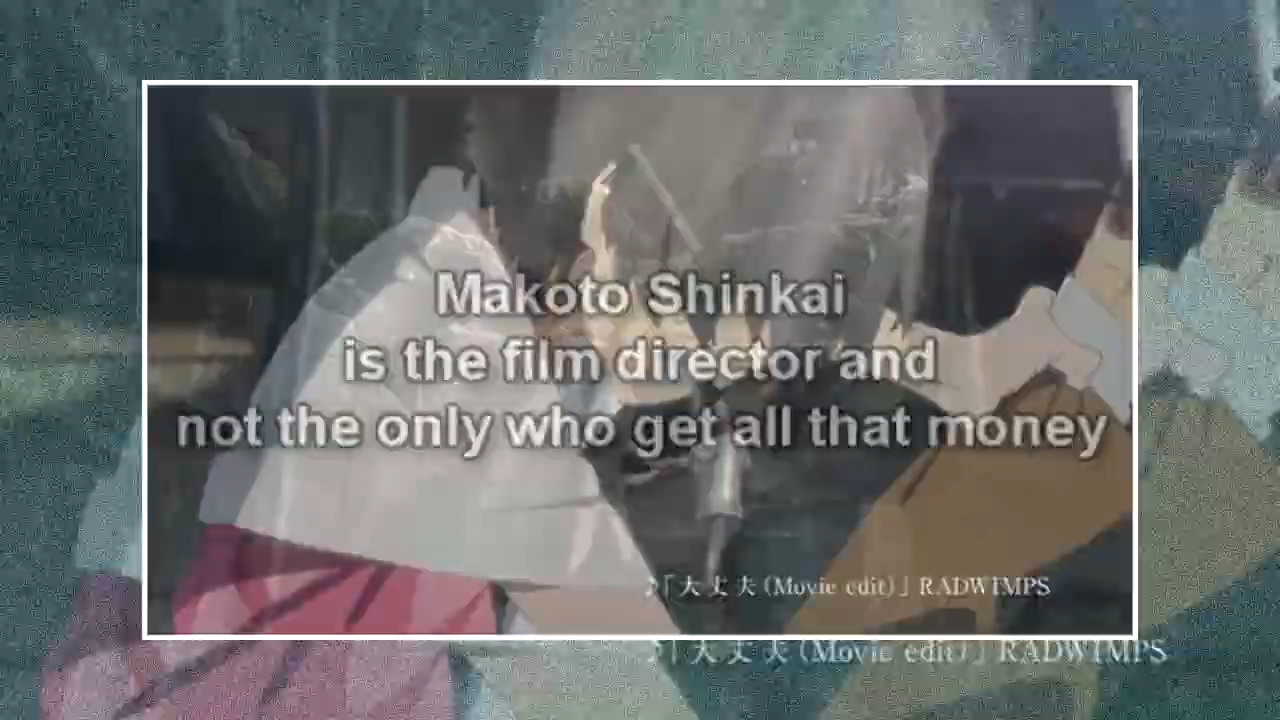 Makoto Shinkai
is the film director and
not the only who get all that money
♪「大丈夫 (Movie edit)」RADWIMPS
♪「大丈夫 (Movie edit)」RADWIMPS